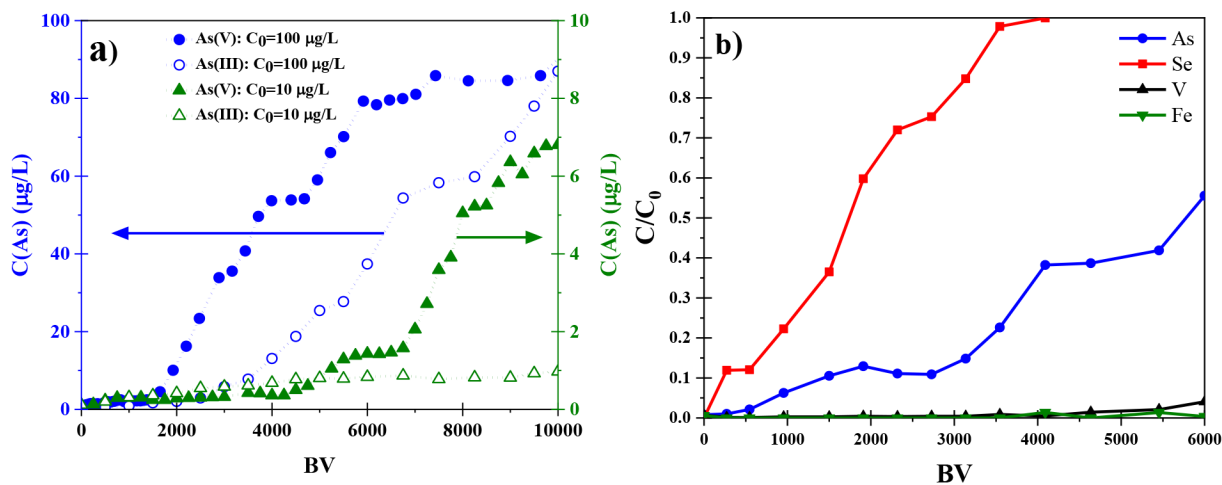 a)
As(V): C0=100 μg/L
As(III): C0=100 μg/L
As(V): C0=10 μg/L
As(III): C0=10 μg/L
C(As) (μg/L)
100
80
60
40
20
0
0
2000
4000
6000
8000
10000
BV
10
8
6
4
2
0
C(As) (μg/L)
b)
As
Se
V
Fe
C/C0
1.0
0.9
0.8
0.7
0.6
0.5
0.4
0.3
0.2
0.1
0.0
0
1000
2000
3000
4000
5000
6000
BV